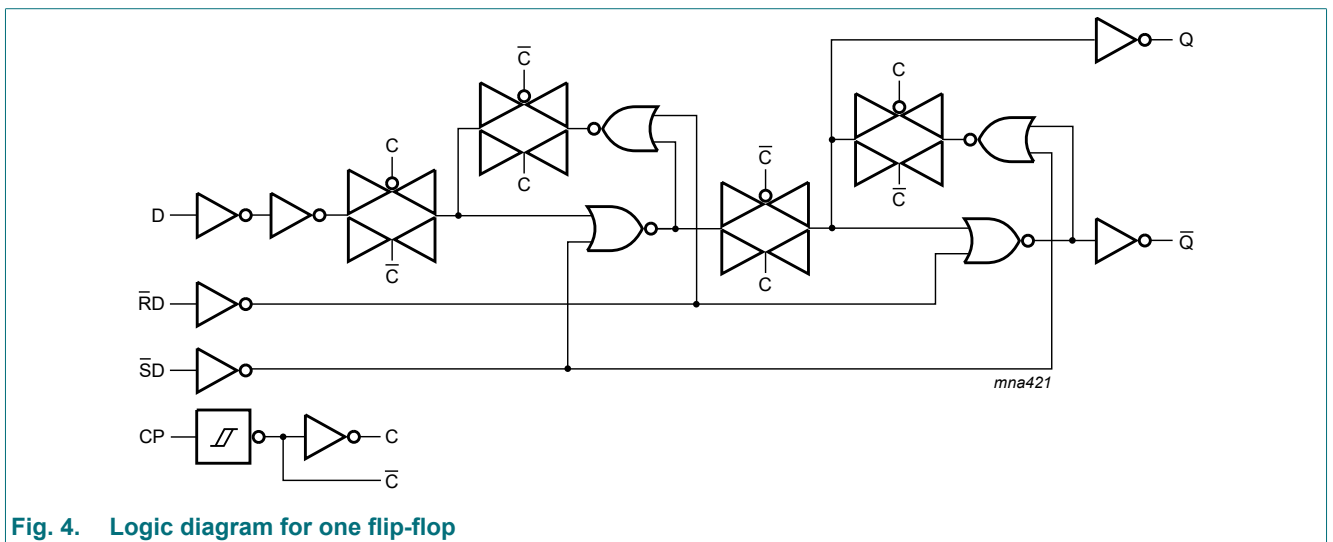 C̅
Q
C
C
C̅
C
C̅
D
C̅
C
Q̅
R̅D
S̅D
mna421
CP
C
C̅
Fig. 4. Logic diagram for one flip-flop